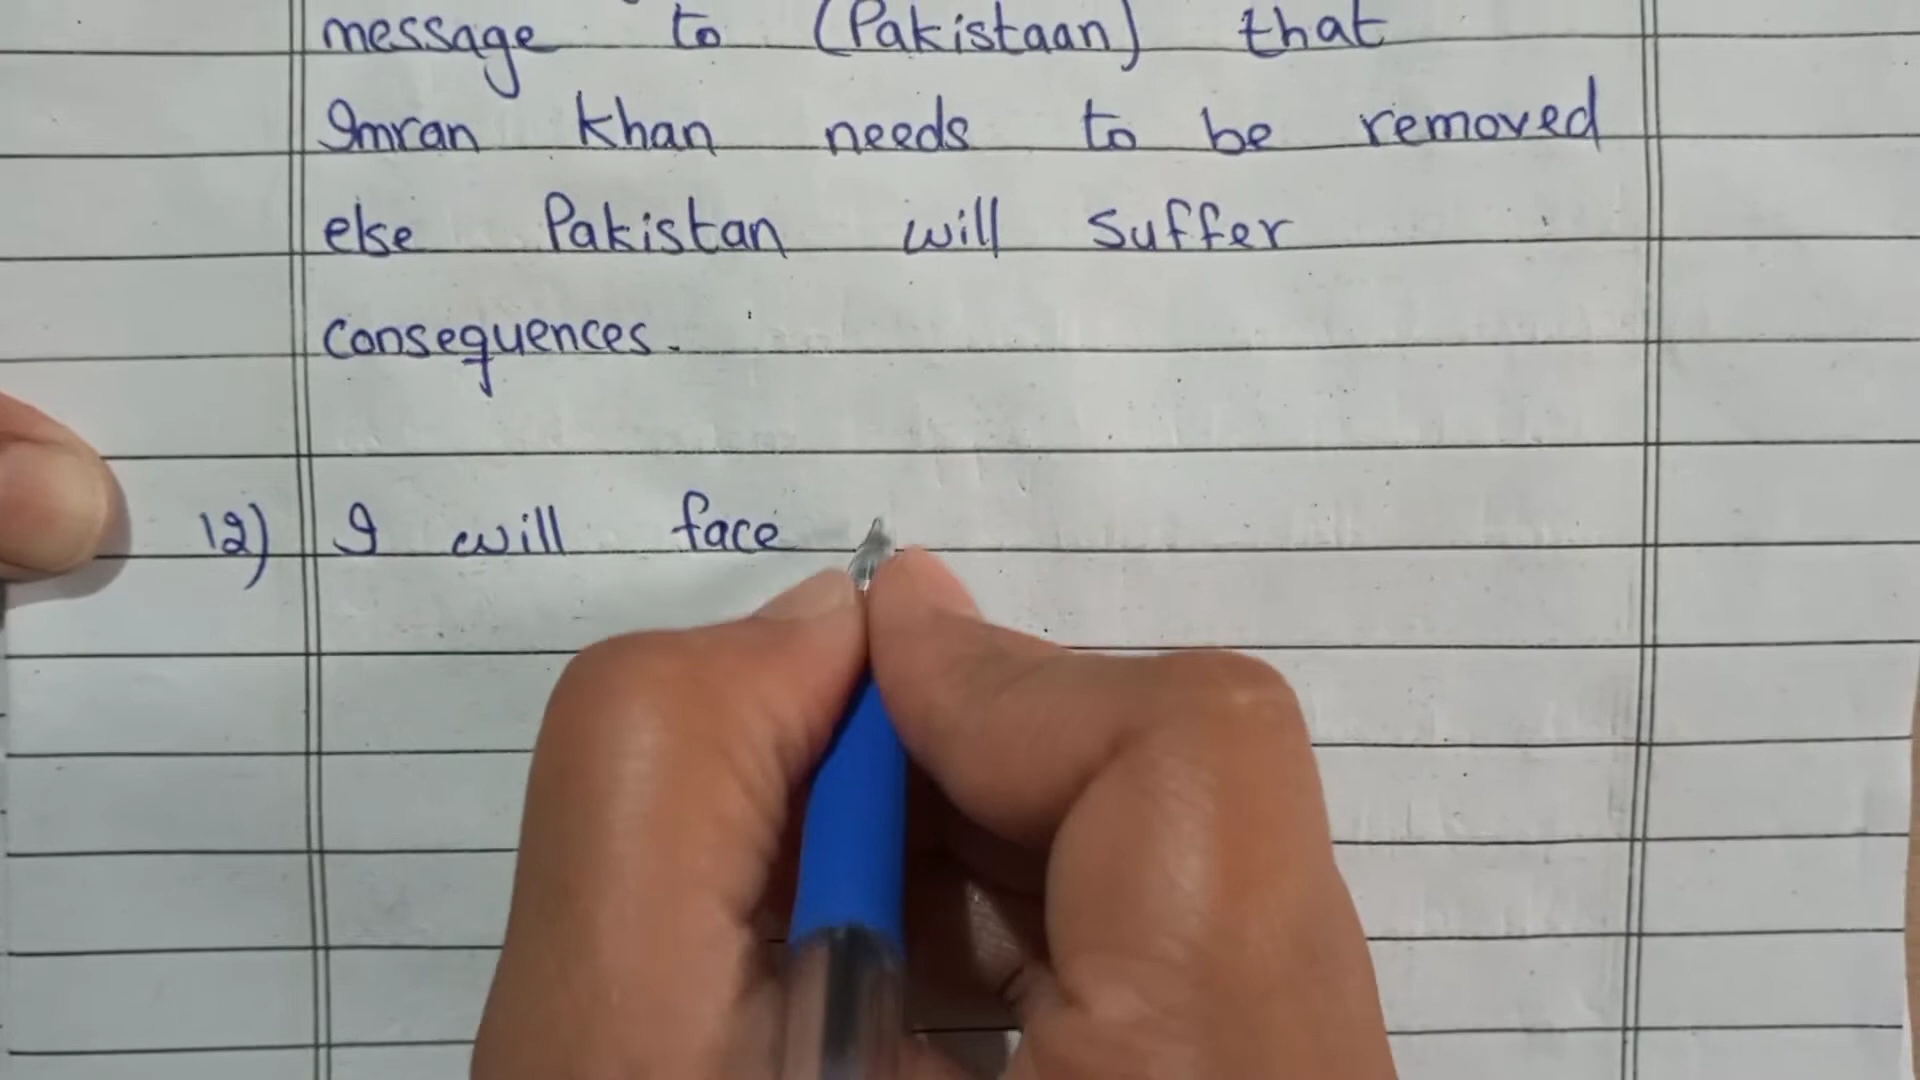 message to (Pakistaan) that
Imran Khan needs to be removed
else Pakistan will suffer
consequences.
12) I will face